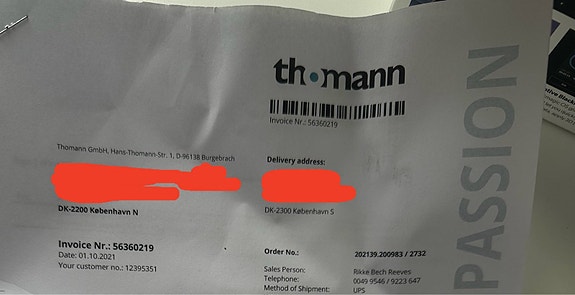 thomann
Invoice Nr.: 56360219
PASSION
Thomann GmbH, Hans-Thomann-Str. 1, D-96138 Burgebrach
Delivery address:
DK-2200 København N
DK-2300 København S
Invoice Nr.: 56360219
Date: 01.10.2021
Your customer no.: 12395351
Order No.: 202139.200983 / 2732
Sales Person: Rikke Bech Reeves
Telephone: 0049 9546 / 9223 647
Method of Shipment: UPS